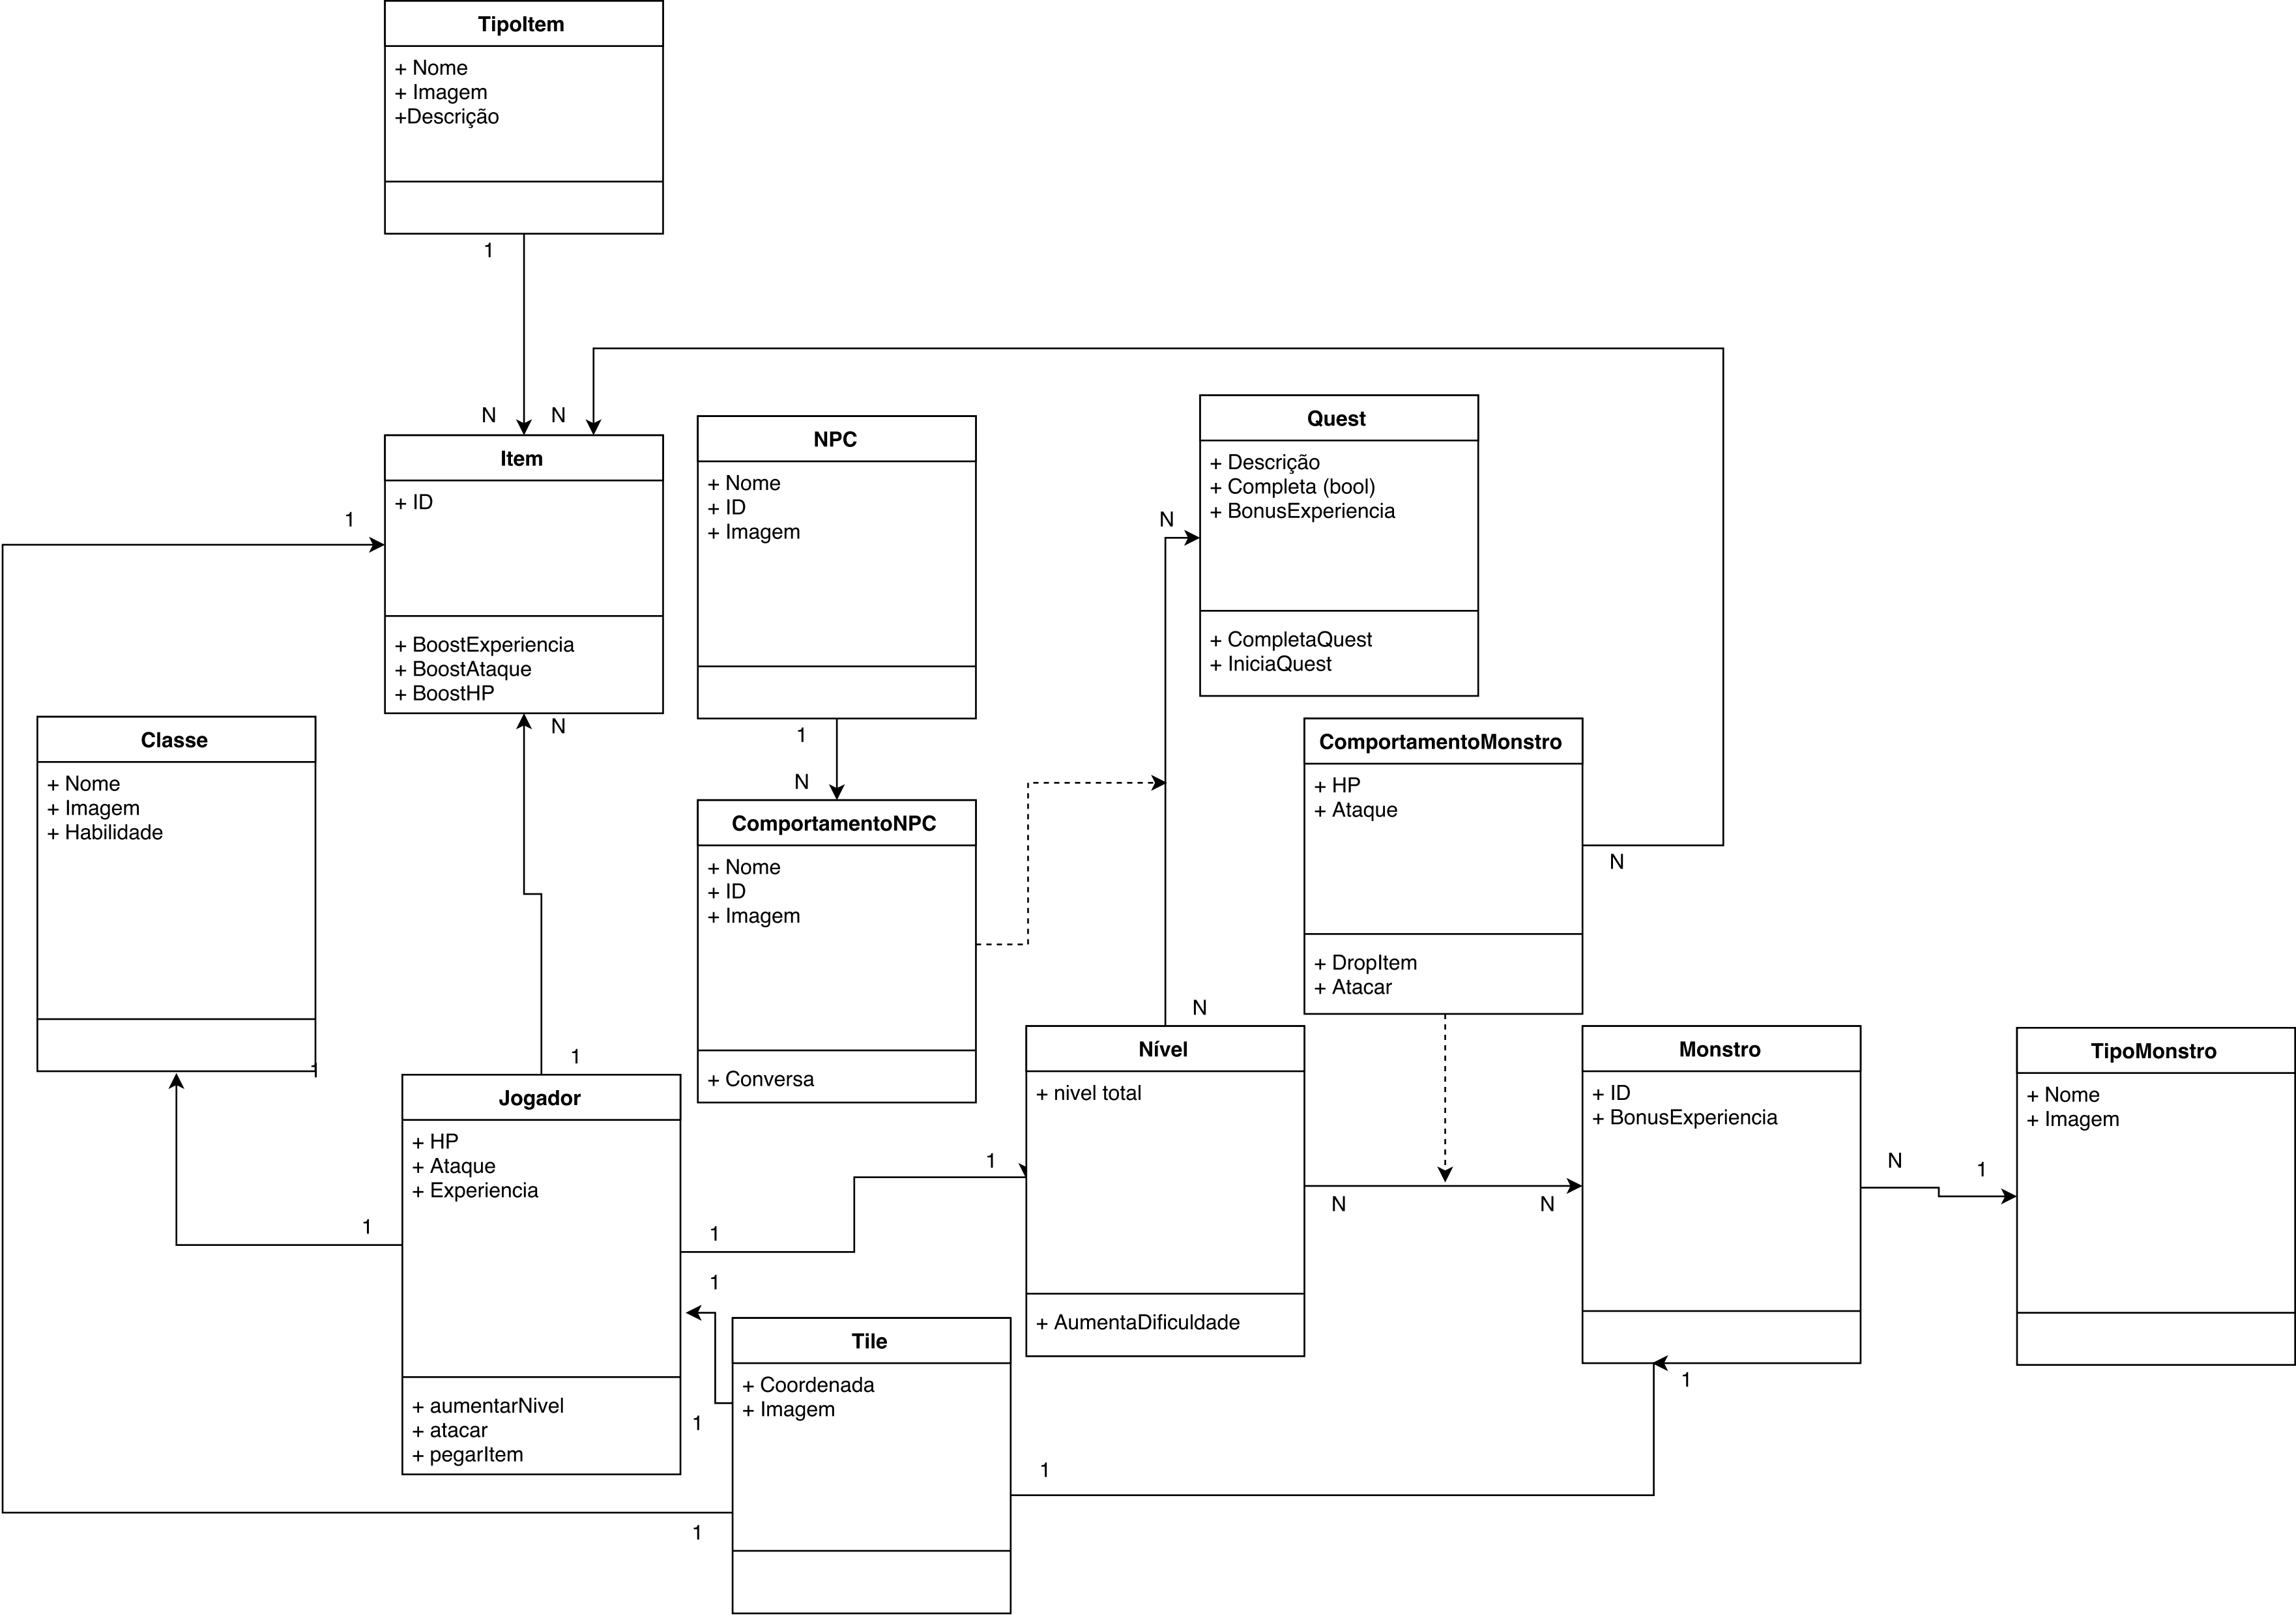 TipoItem
+ Nome
+ Imagem
+Descrição
1
N
N
Item
+ ID
+ BoostExperiencia
+ BoostAtaque
+ BoostHP
1
N
NPC
+ Nome
+ ID
+ Imagem
1
N
Quest
+ Descrição
+ Completa (bool)
+ BonusExperiencia
+ CompletaQuest
+ IniciaQuest
N
Classe
+ Nome
+ Imagem
+ Habilidade
1
ComportamentoNPC
+ Nome
+ ID
+ Imagem
+ Conversa
ComportamentoMonstro
+ HP
+ Ataque
+ DropItem
+ Atacar
N
N
1
Jogador
+ HP
+ Ataque
+ Experiencia
+ aumentarNivel
+ atacar
+ pegarItem
1
1
1
Nível
+ nivel total
+ AumentaDificuldade
N
N
Monstro
+ ID
+ BonusExperiencia
N
1
TipoMonstro
+ Nome
+ Imagem
1
1
Tile
+ Coordenada
+ Imagem
1
1
1